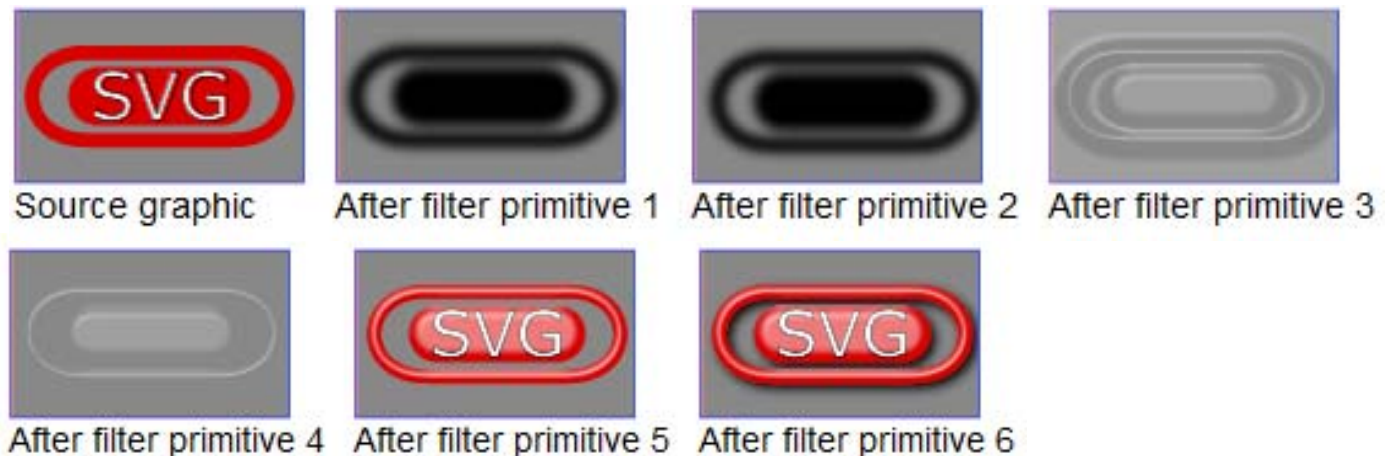 SVG
Source graphic
After filter primitive 1
After filter primitive 2
After filter primitive 3
SVG
SVG
After filter primitive 4
After filter primitive 5
After filter primitive 6